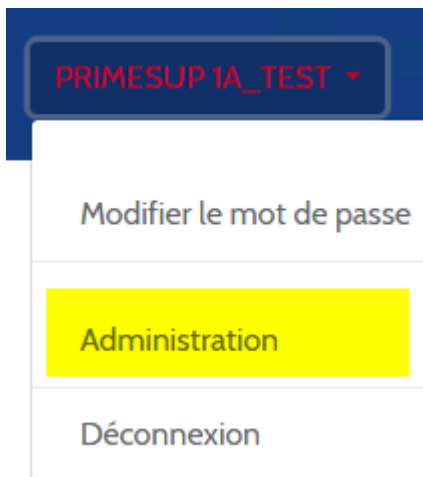 PRIMESUP 1A_TEST
Modifier le mot de passe
Administration
Déconnexion